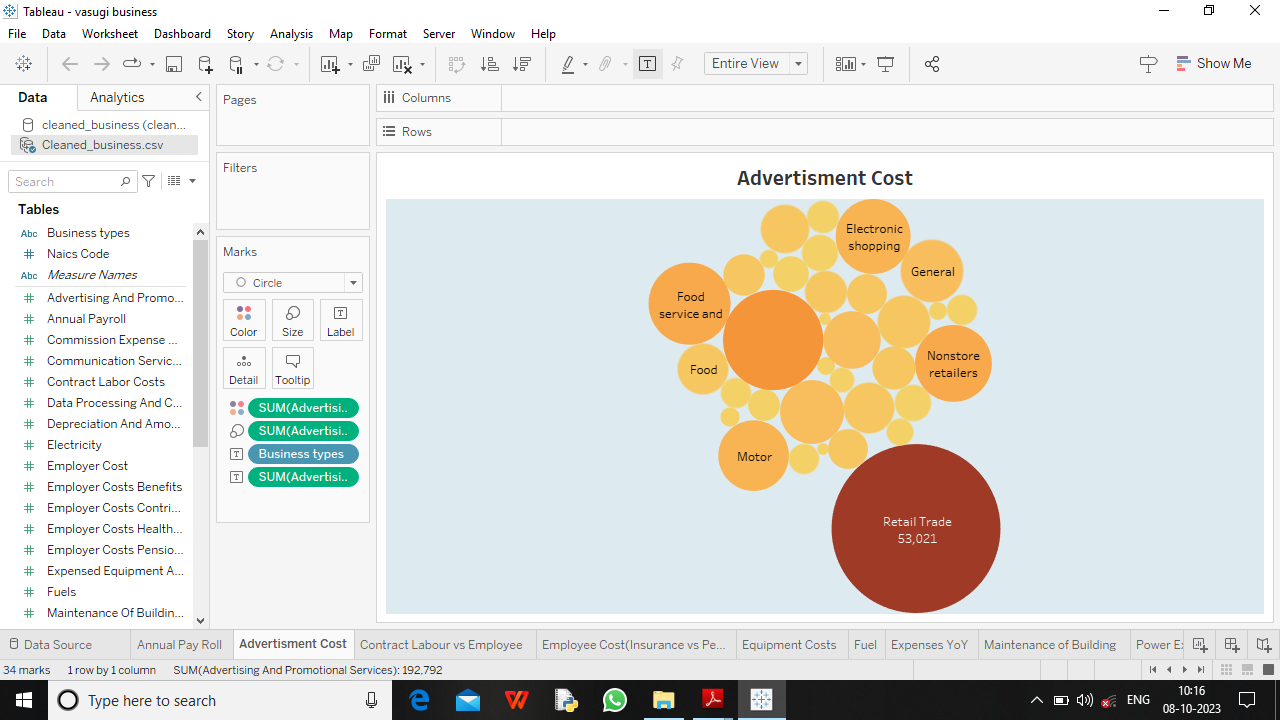 Tableau - vasugi business
File Data Worksheet Dashboard Story Analysis Map Format Server Window Help
Entire View
Show Me
Data Analytics
cleaned_business (clean...
Cleaned_business.csv
Search
Tables
Abc Business types
# Naics Code
Abc Measure Names
# Advertising And Promo...
# Annual Payroll
# Commission Expense ...
# Communication Servic...
# Contract Labor Costs
# Data Processing And C...
# Depreciation And Amo...
# Electricity
# Employer Cost
# Employer Costs Benefits
# Employer Costs Contri...
# Employer Costs Health...
# Employer Costs Pensio...
# Expensed Equipment A...
# Fuels
# Maintenance Of Buildin...
Pages
Filters
Marks
Circle
Color Size Label
Detail Tooltip
SUM(Advertisi..
SUM(Advertisi..
Business types
SUM(Advertisi..
Columns
Rows
Advertisment Cost
Electronic
shopping
General
Food
service and
Nonstore
retailers
Food
Motor
Retail Trade
53,021
Data Source Annual Pay Roll Advertisment Cost Contract Labour vs Employee Employee Cost(Insurance vs Pe... Equipment Costs Fuel Expenses YoY Maintenance of Building Power Ex
34 marks 1 row by 1 column SUM(Advertising And Promotional Services): 192,792
Type here to search
ENG
10:16
08-10-2023